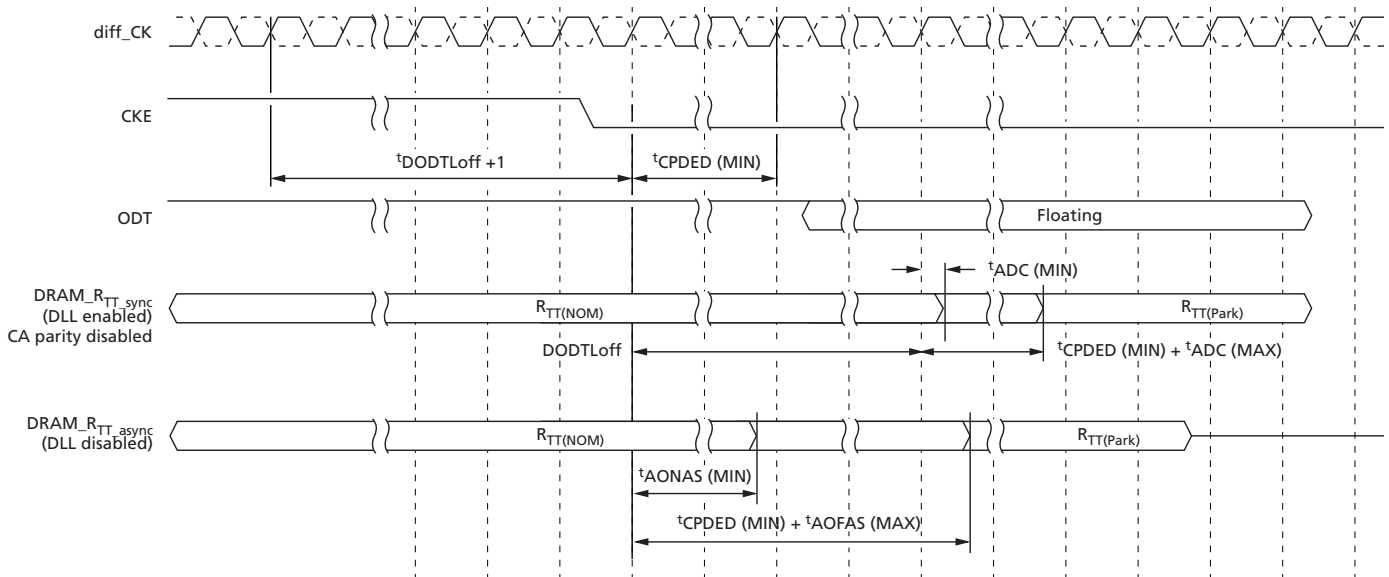 diff_CK
CKE
tDODTLoff +1
tCPDED (MIN)
ODT
Floating
tADC (MIN)
DRAM_RTT_sync
(DLL enabled)
CA parity disabled
RTT(NOM)
RTT(Park)
DODTLoff
tCPDED (MIN) + tADC (MAX)
DRAM_RTT_async
(DLL disabled)
RTT(NOM)
RTT(Park)
tAONAS (MIN)
tCPDED (MIN) + tAOFAS (MAX)